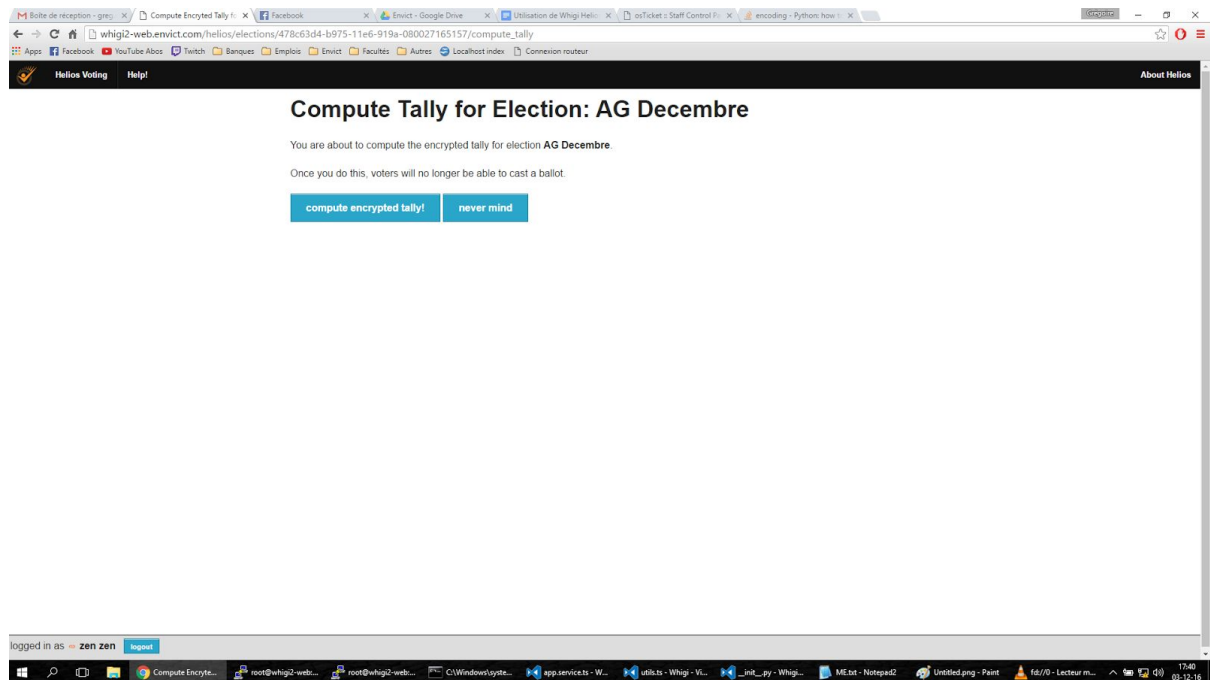 Boîte de réception - greg
Compute Encryted Tally fo
Facebook
Envict - Google Drive
Utilisation de Whigi Helio
osTicket :: Staff Control Pa
encoding - Python: how t
Grégoire
whigi2-web.envict.com/helios/elections/478c63d4-b975-11e6-919a-080027165157/compute_tally
Apps Facebook YouTube Abos Twitch Banques Emplois Envict Facultés Autres Localhost index Connexion routeur
Helios Voting Help! About Helios
Compute Tally for Election: AG Decembre
You are about to compute the encrypted tally for election AG Decembre.
Once you do this, voters will no longer be able to cast a ballot.
compute encrypted tally! never mind
logged in as zen zen logout
Compute Encryte... root@whigi2-web:... root@whigi2-web:... C:\Windows\syste... app.service.ts - W... utils.ts - Whigi - Vi... __init__.py - Whigi... ME.txt - Notepad2 Untitled.png - Paint fd://0 - Lecteur m... 17:40
03-12-16